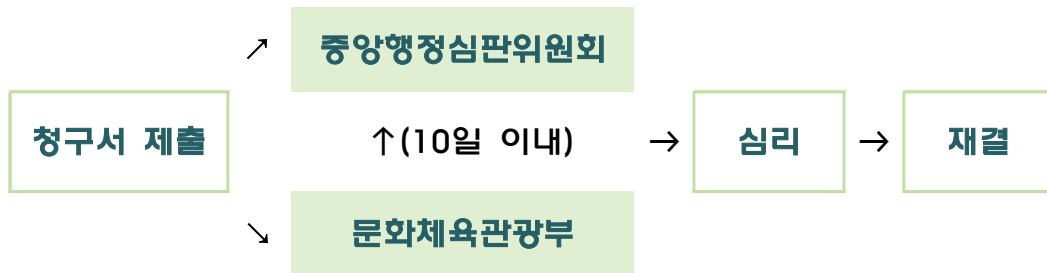 중앙행정심판위원회
↗
청구서 제출
↑(10일 이내)
→
심리
→
재결
↘
문화체육관광부